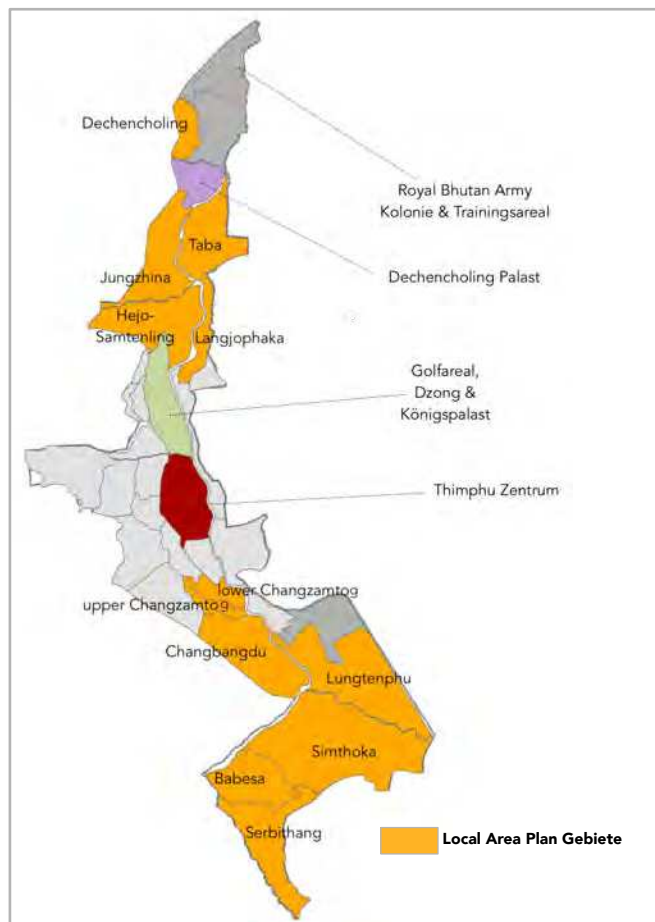 Dechencholing
Royal Bhutan Army
Kolonie & Trainingsareal
Taba
Dechencholing Palast
Jungzhina
Hejo-
Samtenling
Langjophaka
Golfareal,
Dzong &
Königspalast
Thimphu Zentrum
lower Changzamtog
upper Changzamtog
Changbangdu
Lungtenphu
Simthoka
Babesa
Serbithang
Local Area Plan Gebiete